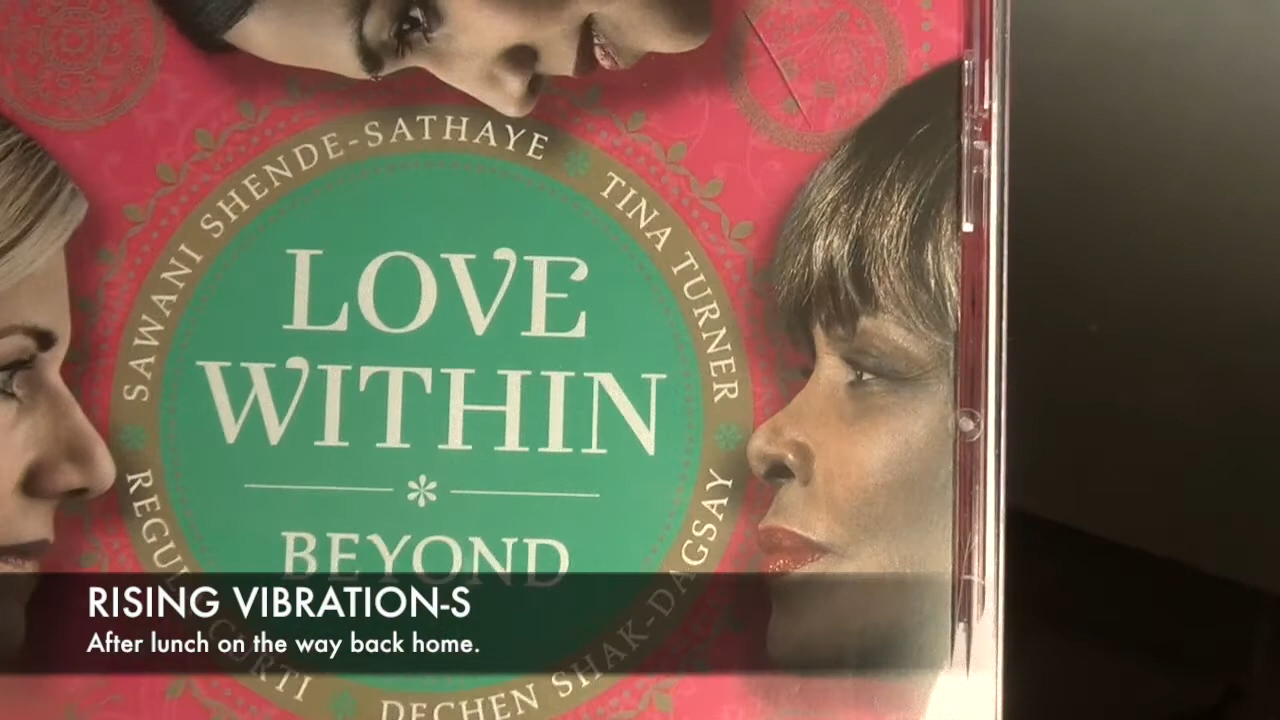 SAWANI SHENDE-SATHAYE
TINA TURNER
LOVE
WITHIN
BEYOND
DECHEN SHAK-DAGSAY
CURTI
RISING VIBRATION-S
After lunch on the way back home.